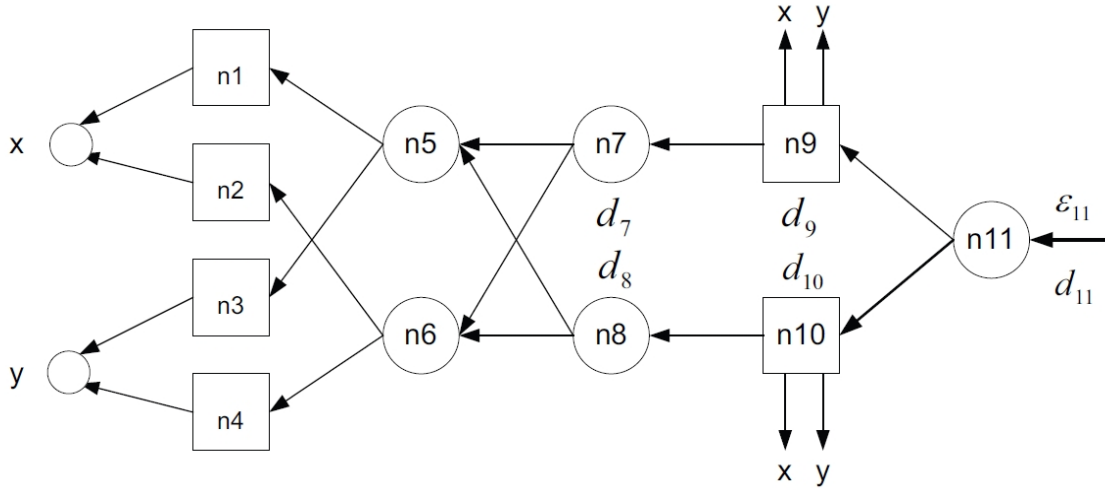 x y
n1
x
n2
n5
n7
n9
d₇
d₈
d₉
d₁₀
n11
ε₁₁
d₁₁
n3
y
n4
n6
n8
n10
x y